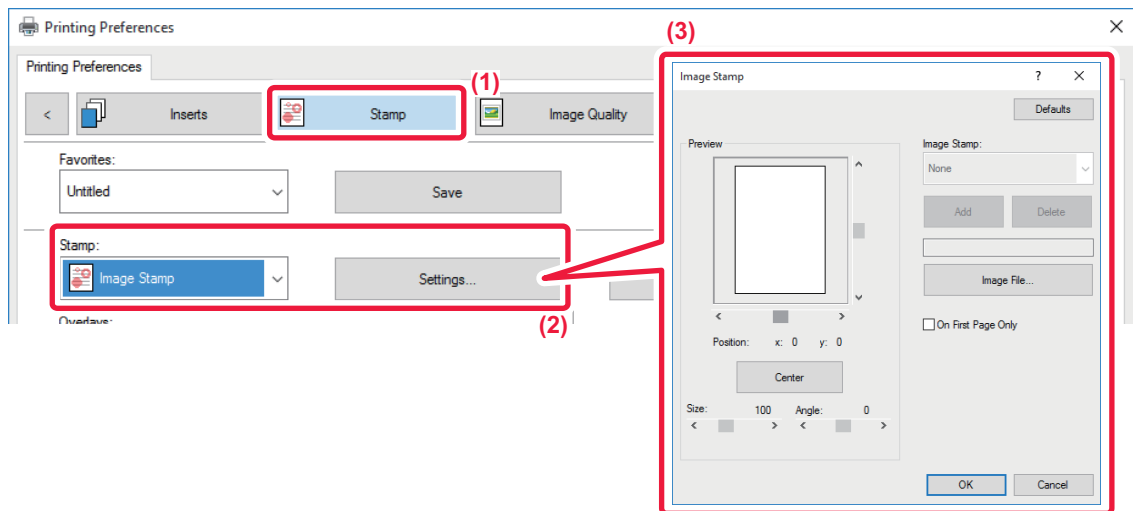 Printing Preferences
(3)
Printing Preferences
(1)
< Inserts Stamp Image Quality
Favorites:
Untitled Save
Stamp:
Image Stamp Settings...
(2)
Overlays:
Image Stamp ?
Defaults
Preview Image Stamp:
None
Add Delete
Image File...
On First Page Only
Position: x: 0 y: 0
Center
Size: 100 Angle: 0
OK Cancel